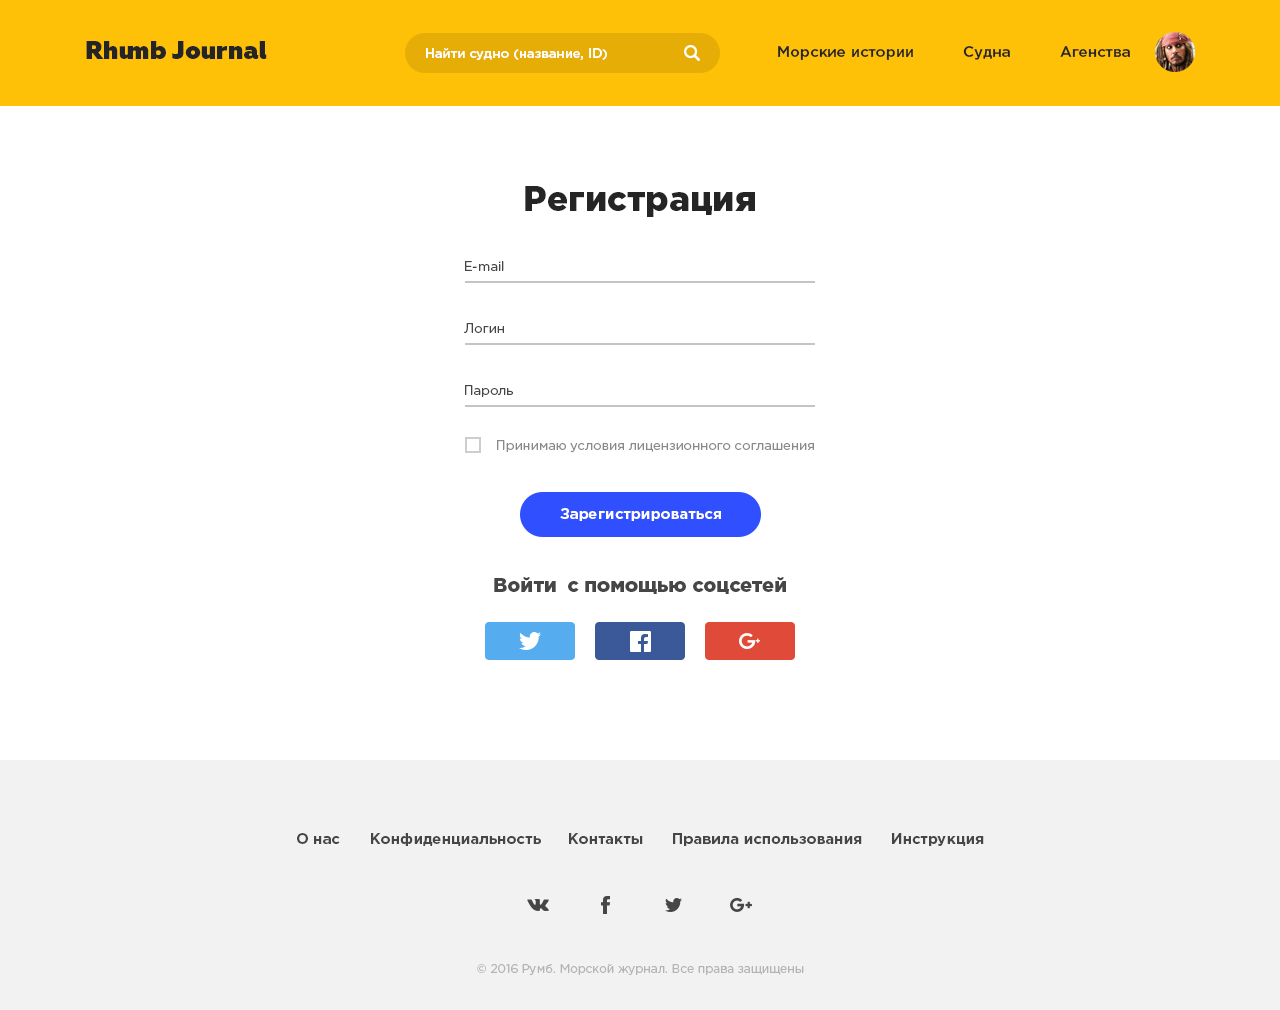 Rhumb Journal
Найти судно (название, ID)
Морские истории
Судна
Агенства
Регистрация
E-mail
Логин
Пароль
Принимаю условия лицензионного соглашения
Зарегистрироваться
Войти с помощью соцсетей
О нас
Конфиденциальность
Контакты
Правила использования
Инструкция
© 2016 Румб. Морской журнал. Все права защищены